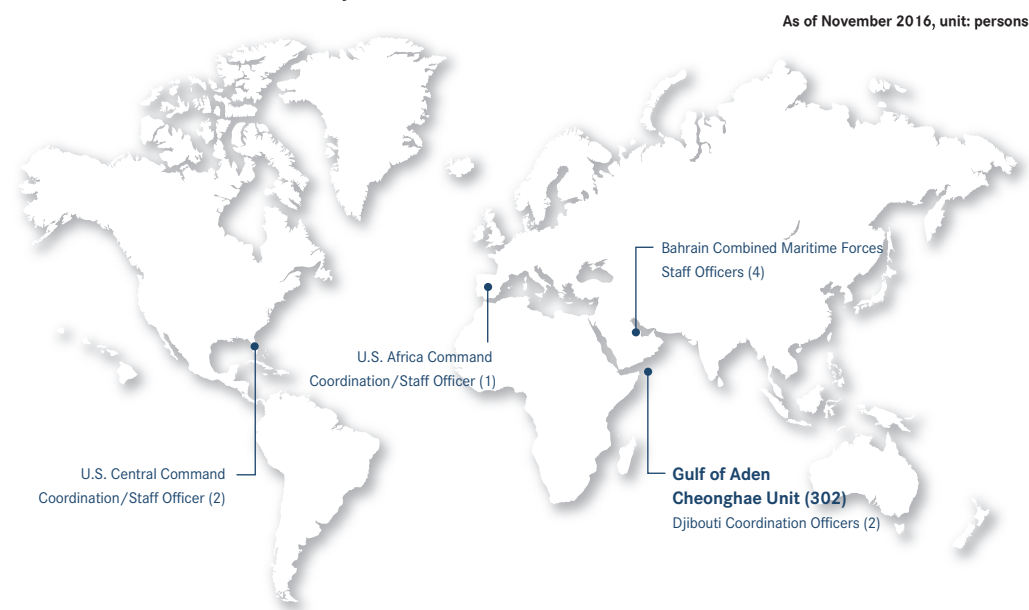 As of November 2016, unit: persons
Bahrain Combined Maritime Forces
Staff Officers (4)
U.S. Africa Command
Coordination/Staff Officer (1)
U.S. Central Command
Coordination/Staff Officer (2)
Gulf of Aden
Cheonghae Unit (302)
Djibouti Coordination Officers (2)